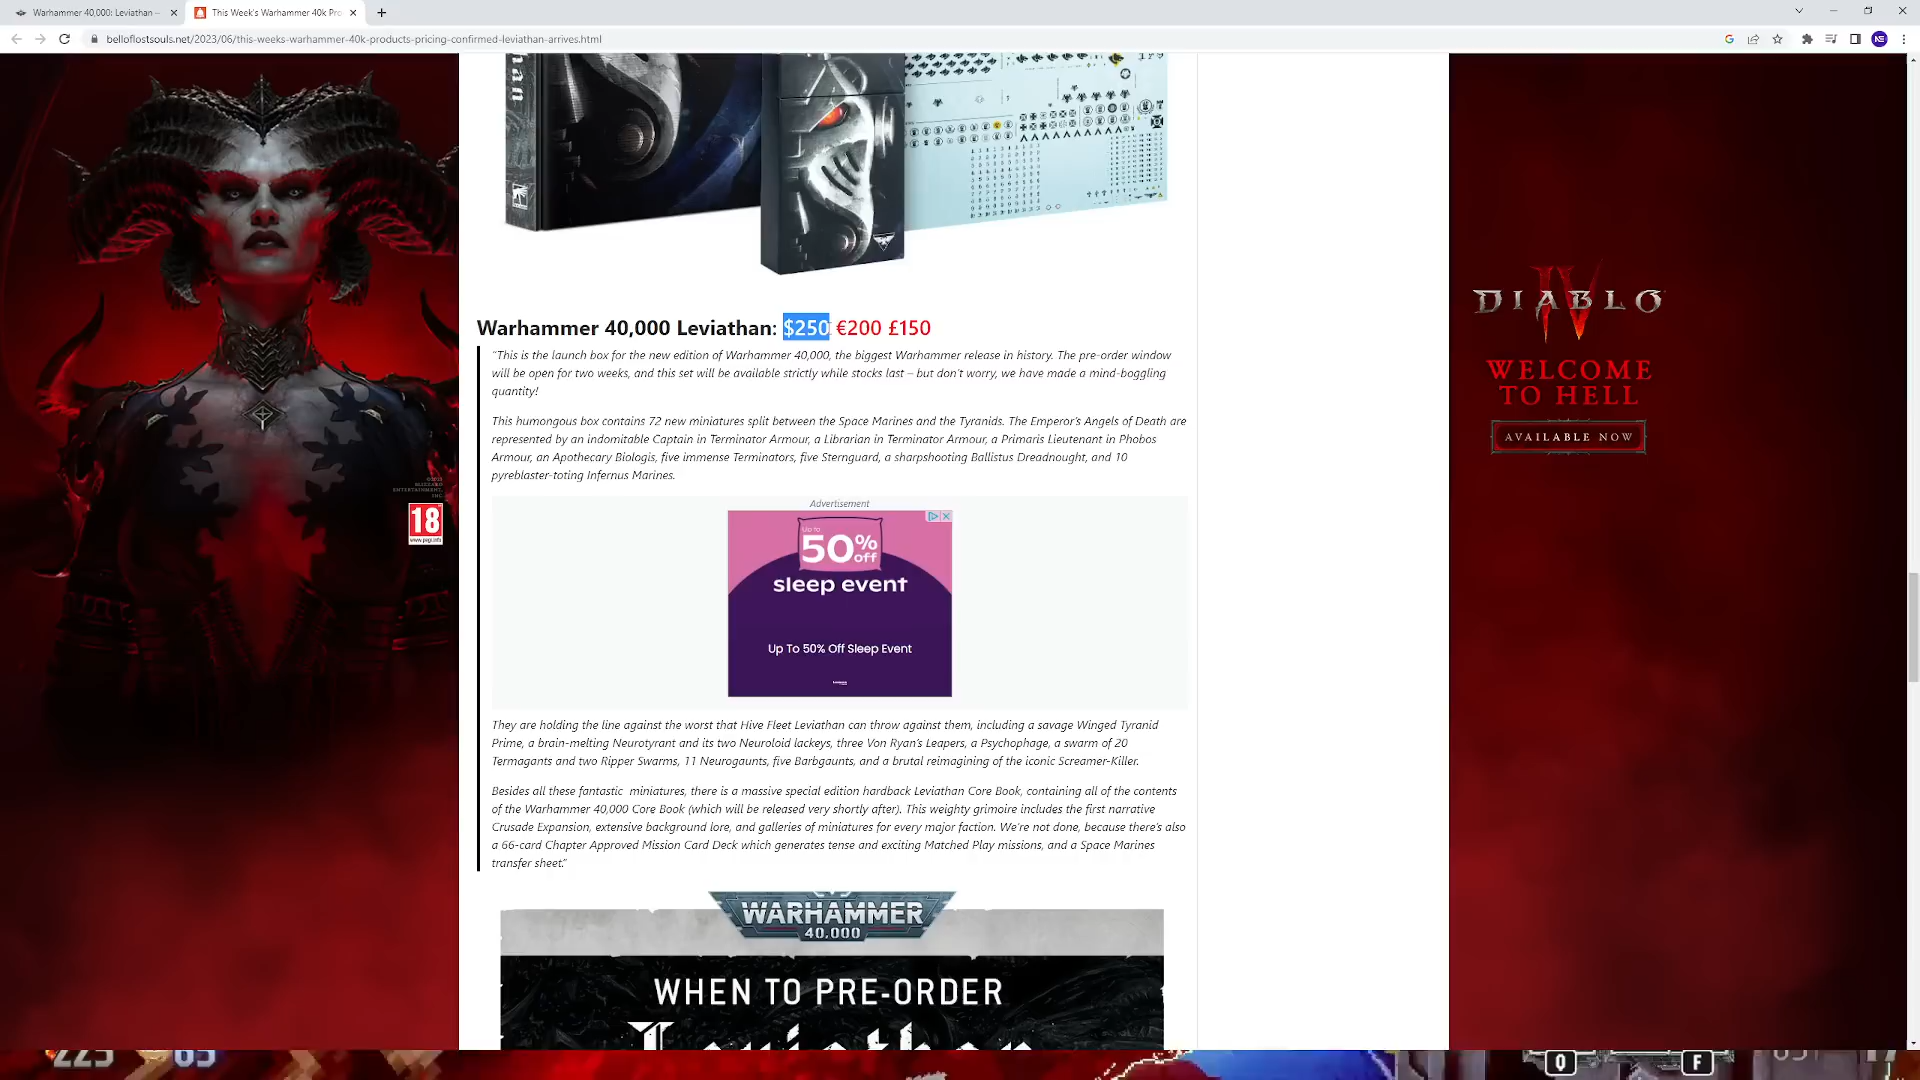 Warhammer 40,000: Leviathan –
This Week's Warhammer 40k Pro
belloflostsouls.net/2023/06/this-weeks-warhammer-40k-products-pricing-confirmed-leviathan-arrives.html
NE
Warhammer 40,000 Leviathan: $250 €200 £150
“This is the launch box for the new edition of Warhammer 40,000, the biggest Warhammer release in history. The pre-order window
will be open for two weeks, and this set will be available strictly while stocks last – but don’t worry, we have made a mind-boggling
quantity!
This humongous box contains 72 new miniatures split between the Space Marines and the Tyranids. The Emperor’s Angels of Death are
represented by an indomitable Captain in Terminator Armour, a Librarian in Terminator Armour, a Primaris Lieutenant in Phobos
Armour, an Apothecary Biologis, five immense Terminators, five Sternguard, a sharpshooting Ballistus Dreadnought, and 10
pyreblaster-toting Infernus Marines.
Advertisement
Up to
50% off
sleep event
Up To 50% Off Sleep Event
They are holding the line against the worst that Hive Fleet Leviathan can throw against them, including a savage Winged Tyranid
Prime, a brain-melting Neurotyrant and its two Neuroloid lackeys, three Von Ryan’s Leapers, a Psychophage, a swarm of 20
Termagants and two Ripper Swarms, 11 Neurogaunts, five Barbgaunts, and a brutal reimagining of the iconic Screamer-Killer.
Besides all these fantastic  miniatures, there is a massive special edition hardback Leviathan Core Book, containing all of the contents
of the Warhammer 40,000 Core Book (which will be released very shortly after). This weighty grimoire includes the first narrative
Crusade Expansion, extensive background lore, and galleries of miniatures for every major faction. We’re not done, because there’s also
a 66-card Chapter Approved Mission Card Deck which generates tense and exciting Matched Play missions, and a Space Marines
transfer sheet.”
WARHAMMER
40,000
WHEN TO PRE-ORDER
©2023
BLIZZARD
ENTERTAINMENT,
INC.
18
www.pegi.info
DIABLO
IV
WELCOME
TO HELL
AVAILABLE NOW
225
65
Q
F